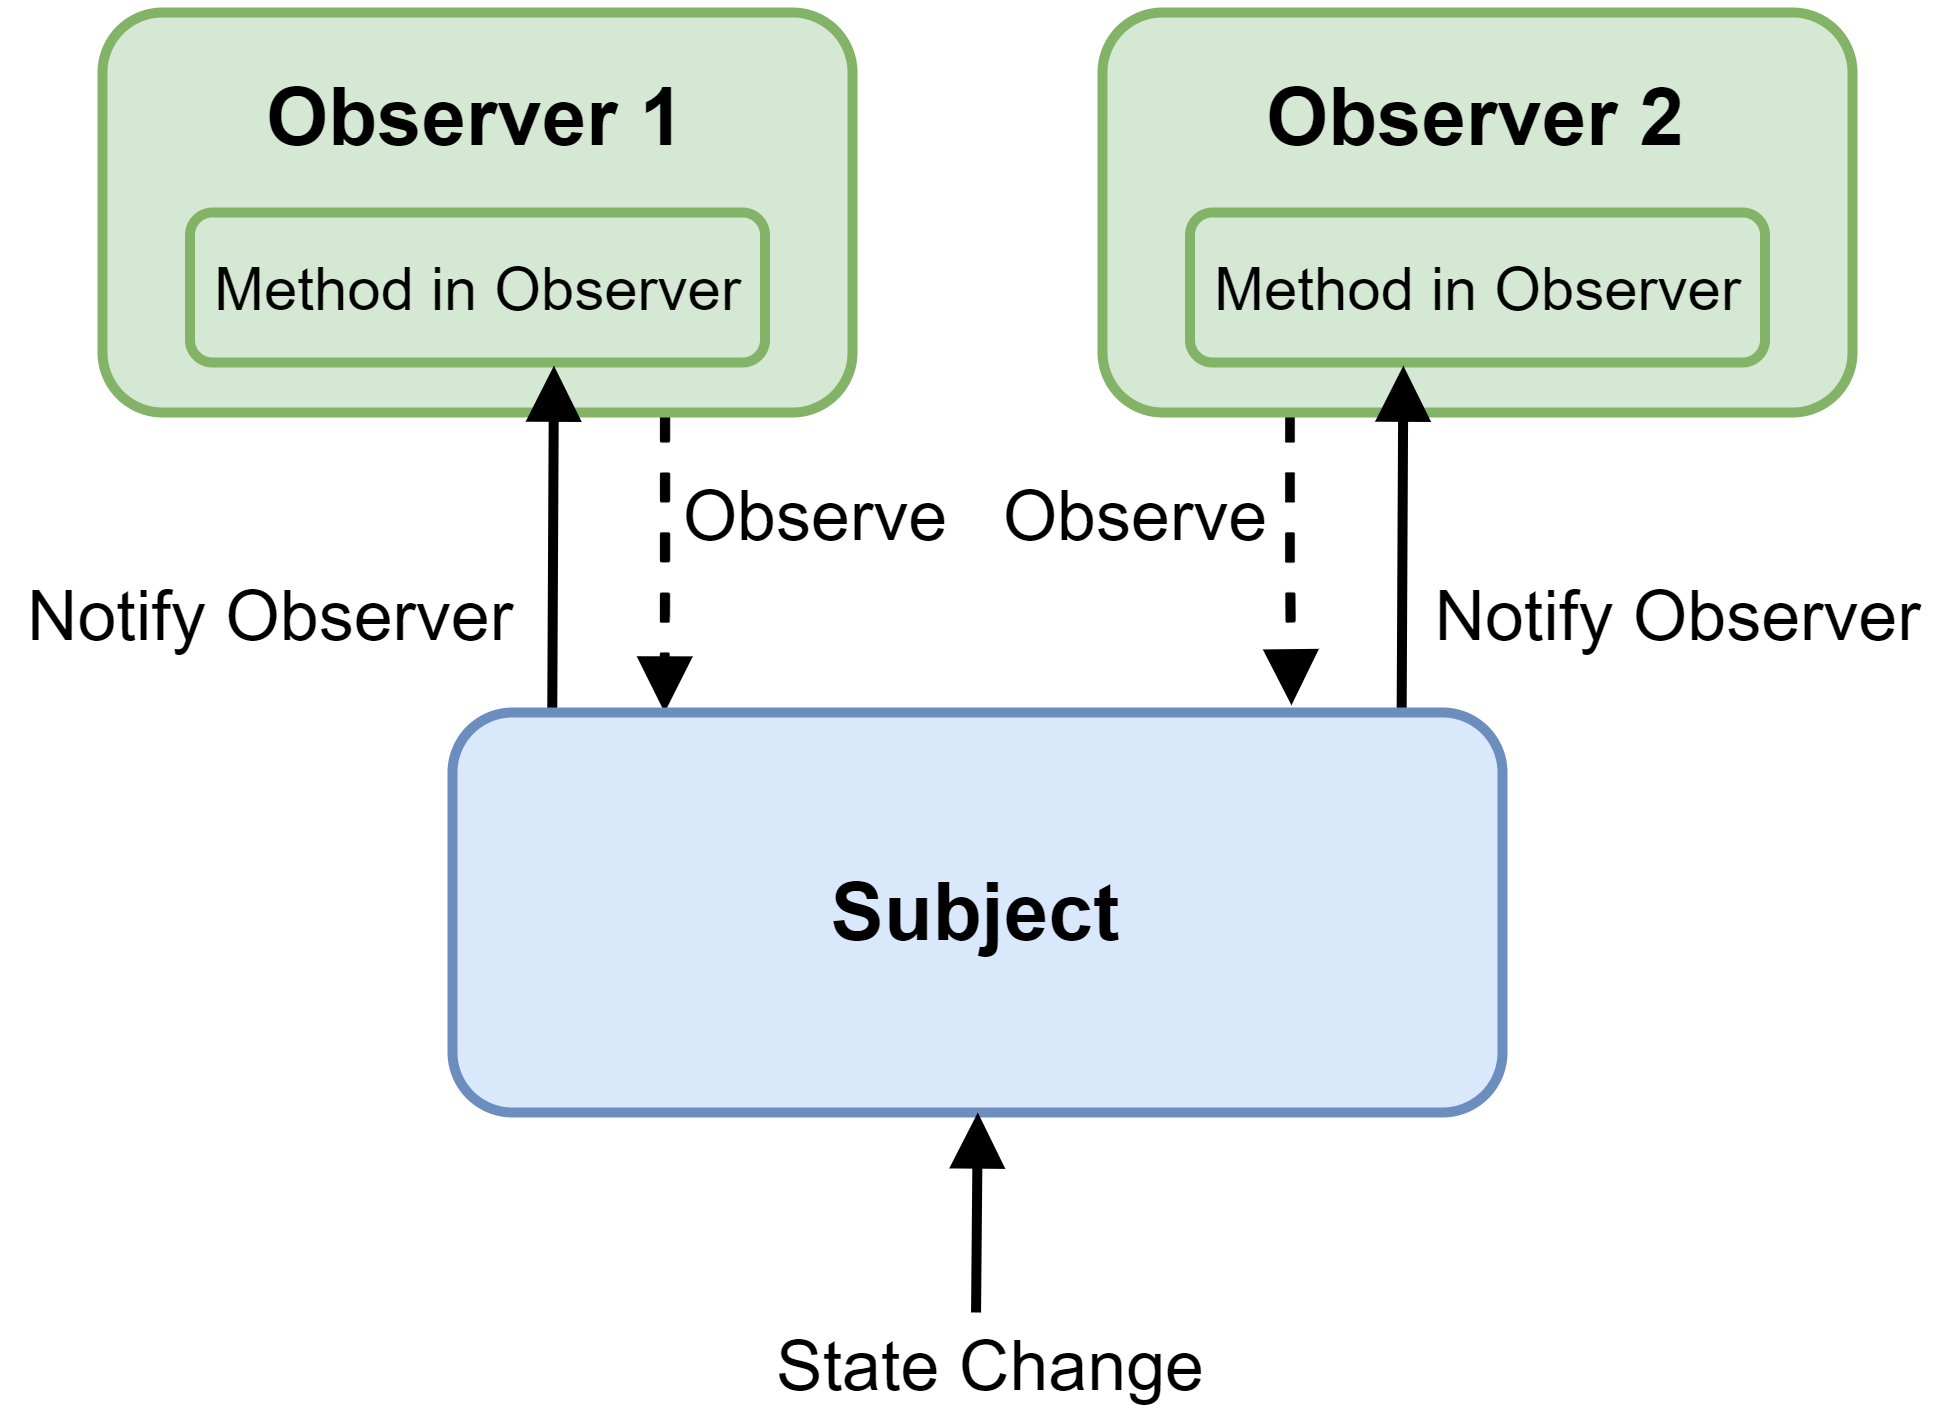 Observer 1
Observer 2
Method in Observer
Method in Observer
Observe
Observe
Notify Observer
Notify Observer
Subject
State Change